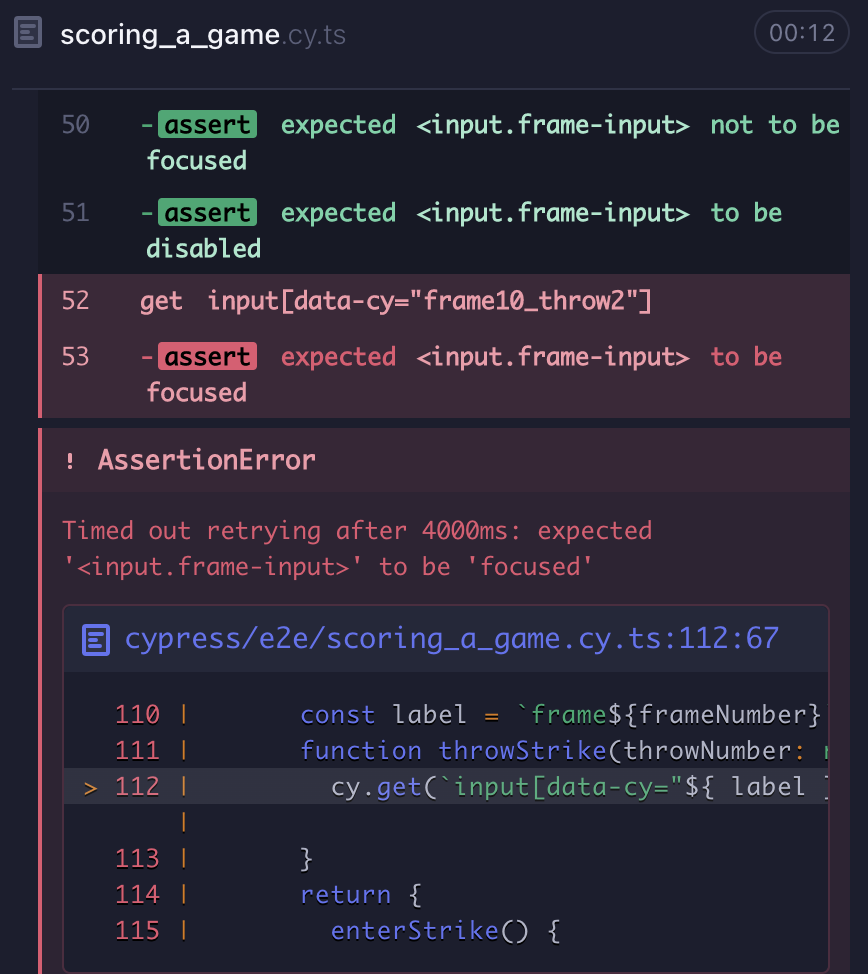 scoring_a_game.cy.ts 00:12
50 -assert expected <input.frame-input> not to be
focused
51 -assert expected <input.frame-input> to be
disabled
52 get input[data-cy="frame10_throw2"]
53 -assert expected <input.frame-input> to be
focused
! AssertionError
Timed out retrying after 4000ms: expected
'<input.frame-input>' to be 'focused'
cypress/e2e/scoring_a_game.cy.ts:112:67
110 | const label = `frame${frameNumber}
111 | function throwStrike(throwNumber:
> 112 | cy.get(`input[data-cy="${ label
|
113 | }
114 | return {
115 | enterStrike() {